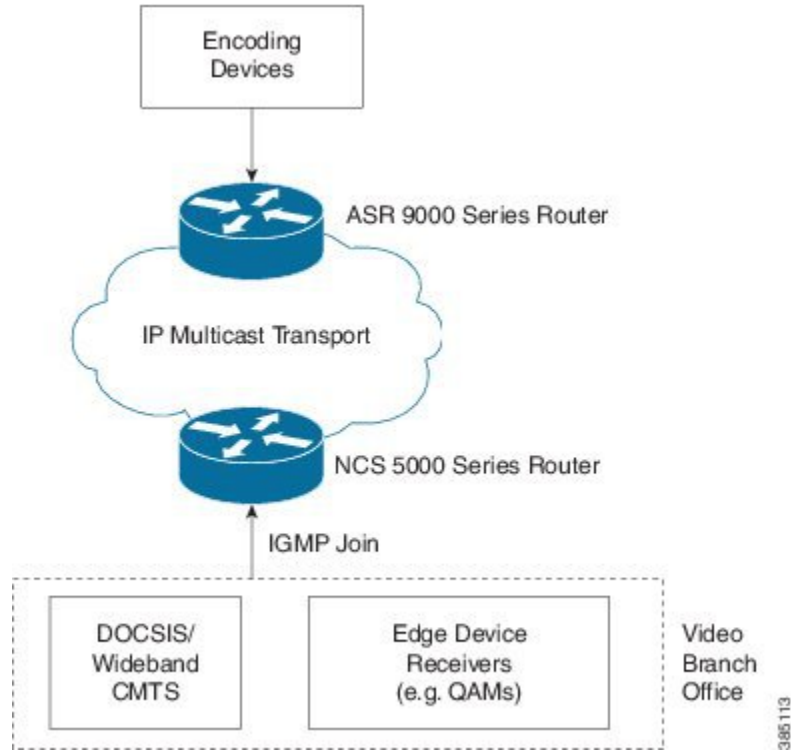 Encoding
Devices
ASR 9000 Series Router
IP Multicast Transport
NCS 5000 Series Router
IGMP Join
DOCSIS/
Wideband
CMTS
Edge Device
Receivers
(e.g. QAMs)
Video
Branch
Office
385113